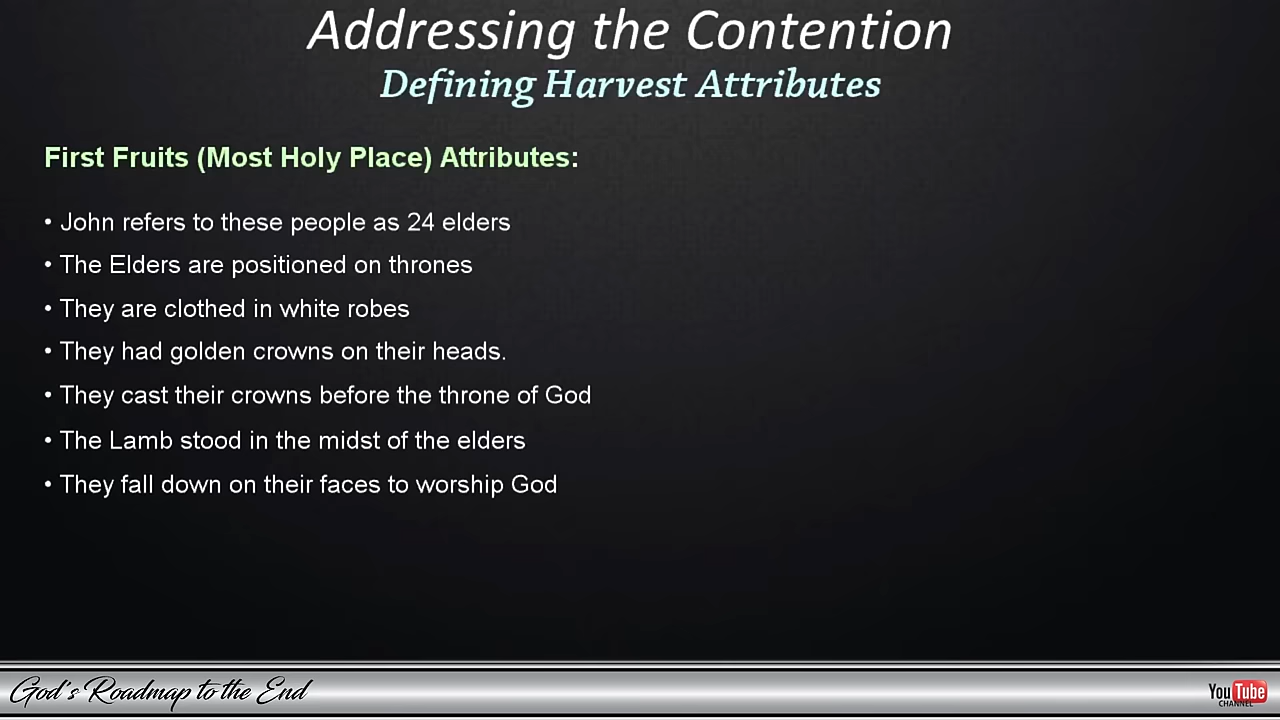 Addressing the Contention
Defining Harvest Attributes
First Fruits (Most Holy Place) Attributes:
• John refers to these people as 24 elders
• The Elders are positioned on thrones
• They are clothed in white robes
• They had golden crowns on their heads.
• They cast their crowns before the throne of God
• The Lamb stood in the midst of the elders
• They fall down on their faces to worship God
God's Roadmap to the End
YouTube
CHANNEL